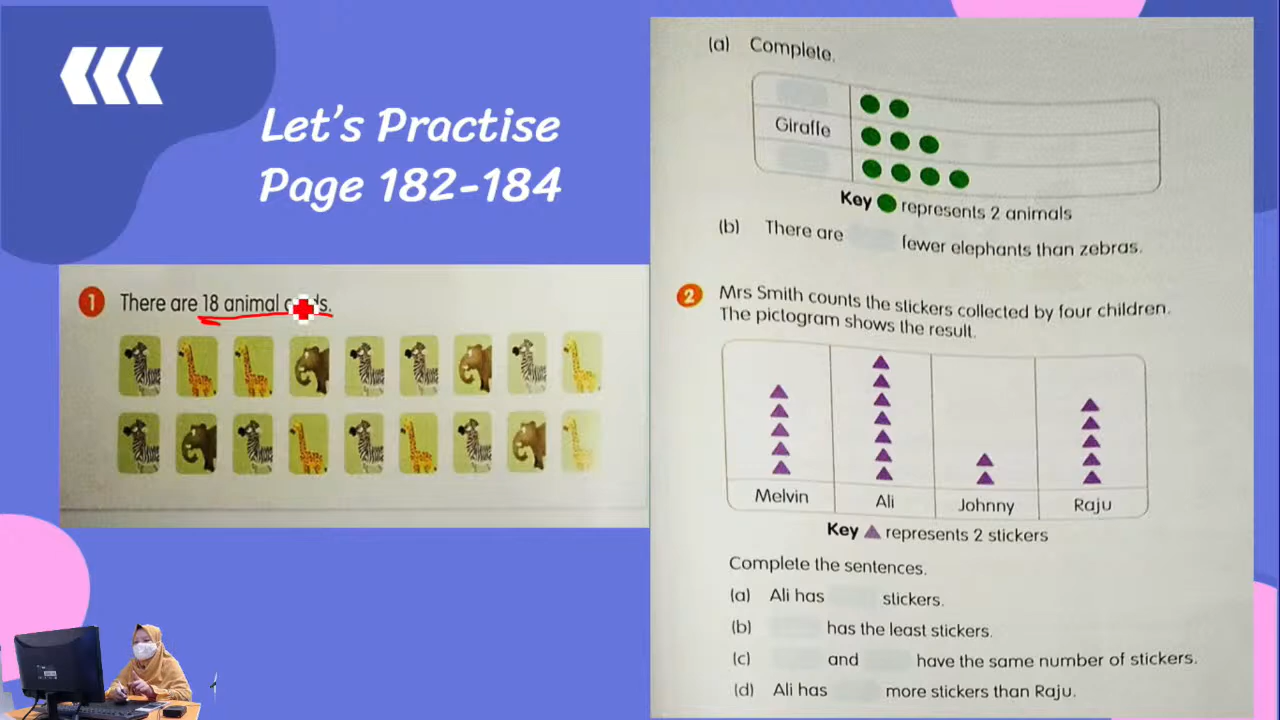 Let's Practise
Page 182-184
1 There are 18 animal
(a) Complete.
Giraffe
Key represents 2 animals
(b) There are fewer elephants than zebras.
2 Mrs Smith counts the stickers collected by four children.
The pictogram shows the result.
Melvin Ali Johnny Raju
Key represents 2 stickers
Complete the sentences.
(a) Ali has stickers.
(b) has the least stickers.
(c) and have the same number of stickers.
(d) Ali has more stickers than Raju.